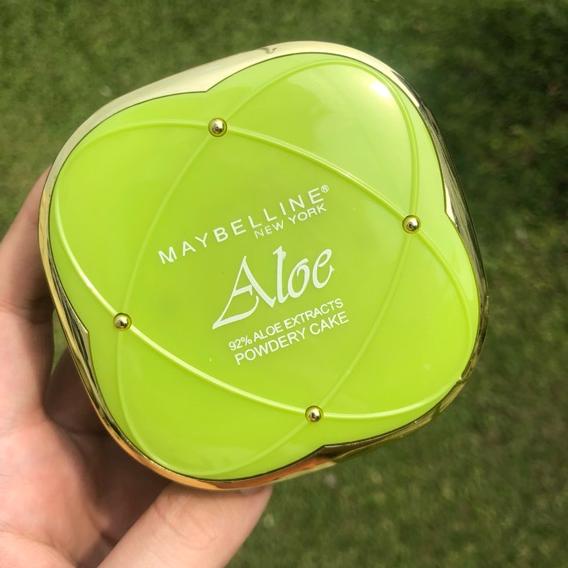 MAYBELLINE®
NEW YORK
Aloe
92% ALOE EXTRACTS
POWDERY CAKE